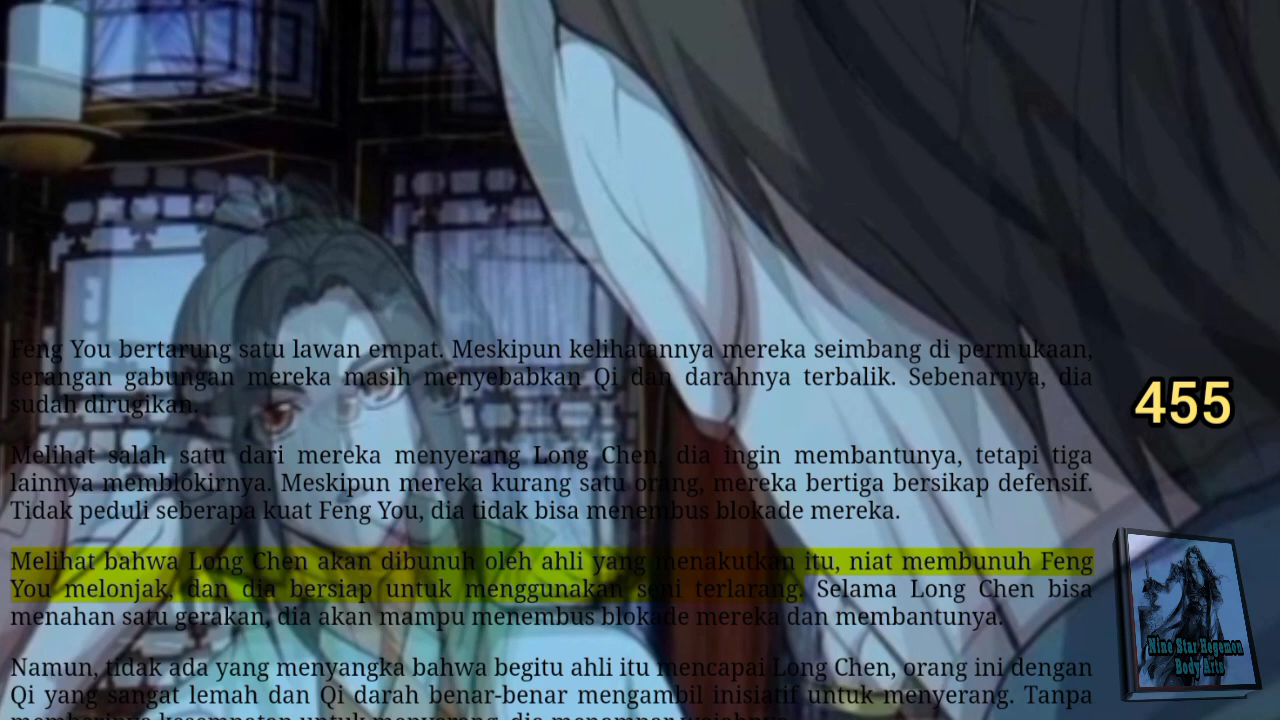 Feng You bertarung satu lawan empat. Meskipun kelihatannya mereka seimbang di permukaan,
serangan gabungan mereka masih menyebabkan Qi dan darahnya terbalik. Sebenarnya, dia
sudah dirugikan.
Melihat salah satu dari mereka menyerang Long Chen, dia ingin membantunya, tetapi tiga
lainnya memblokirnya. Meskipun mereka kurang satu orang, mereka bertiga bersikap defensif.
Tidak peduli seberapa kuat Feng You, dia tidak bisa menembus blokade mereka.
Melihat bahwa Long Chen akan dibunuh oleh ahli yang menakutkan itu, niat membunuh Feng
You melonjak, dan dia bersiap untuk menggunakan seni terlarang. Selama Long Chen bisa
menahan satu gerakan, dia akan mampu menembus blokade mereka dan membantunya.
Namun, tidak ada yang menyangka bahwa begitu ahli itu mencapai Long Chen, orang ini dengan
Qi yang sangat lemah dan Qi darah benar-benar mengambil inisiatif untuk menyerang. Tanpa
memberinya kesempatan untuk menyerang, dia menampar wajahnya.
455
Nine Star Hegemon
Body Arts